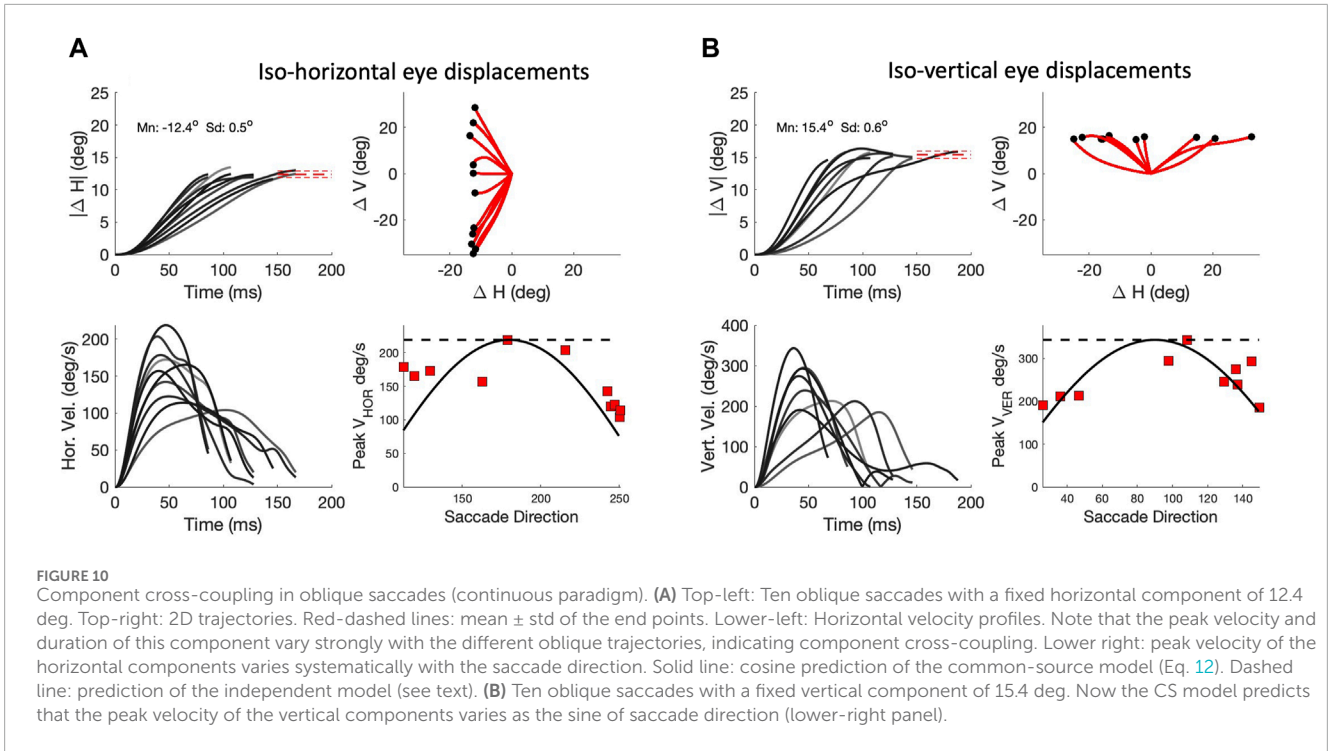 A
Iso-horizontal eye displacements
25
20
15
10
5
0
|Δ H| (deg)
Mn: -12.4° Sd: 0.5°
0 50 100 150 200
Time (ms)
20
0
-20
Δ V (deg)
-20 0 20
Δ H (deg)
200
150
100
50
0
Hor. Vel. (deg/s)
0 50 100 150 200
Time (ms)
200
150
100
50
0
Peak V HOR deg/s
150 200 250
Saccade Direction
B
Iso-vertical eye displacements
25
20
15
10
5
0
|Δ V| (deg)
Mn: 15.4° Sd: 0.6°
0 50 100 150 200
Time (ms)
20
0
-20
Δ V (deg)
-20 0 20
Δ H (deg)
400
300
200
100
0
Vert. Vel. (deg/s)
0 50 100 150 200
Time (ms)
300
200
100
0
Peak V VER deg/s
40 60 80 100 120 140
Saccade Direction
FIGURE 10
Component cross-coupling in oblique saccades (continuous paradigm). (A) Top-left: Ten oblique saccades with a fixed horizontal component of 12.4
deg. Top-right: 2D trajectories. Red-dashed lines: mean ± std of the end points. Lower-left: Horizontal velocity profiles. Note that the peak velocity and
duration of this component vary strongly with the different oblique trajectories, indicating component cross-coupling. Lower right: peak velocity of the
horizontal components varies systematically with the saccade direction. Solid line: cosine prediction of the common-source model (Eq. 12). Dashed
line: prediction of the independent model (see text). (B) Ten oblique saccades with a fixed vertical component of 15.4 deg. Now the CS model predicts
that the peak velocity of the vertical components varies as the sine of saccade direction (lower-right panel).